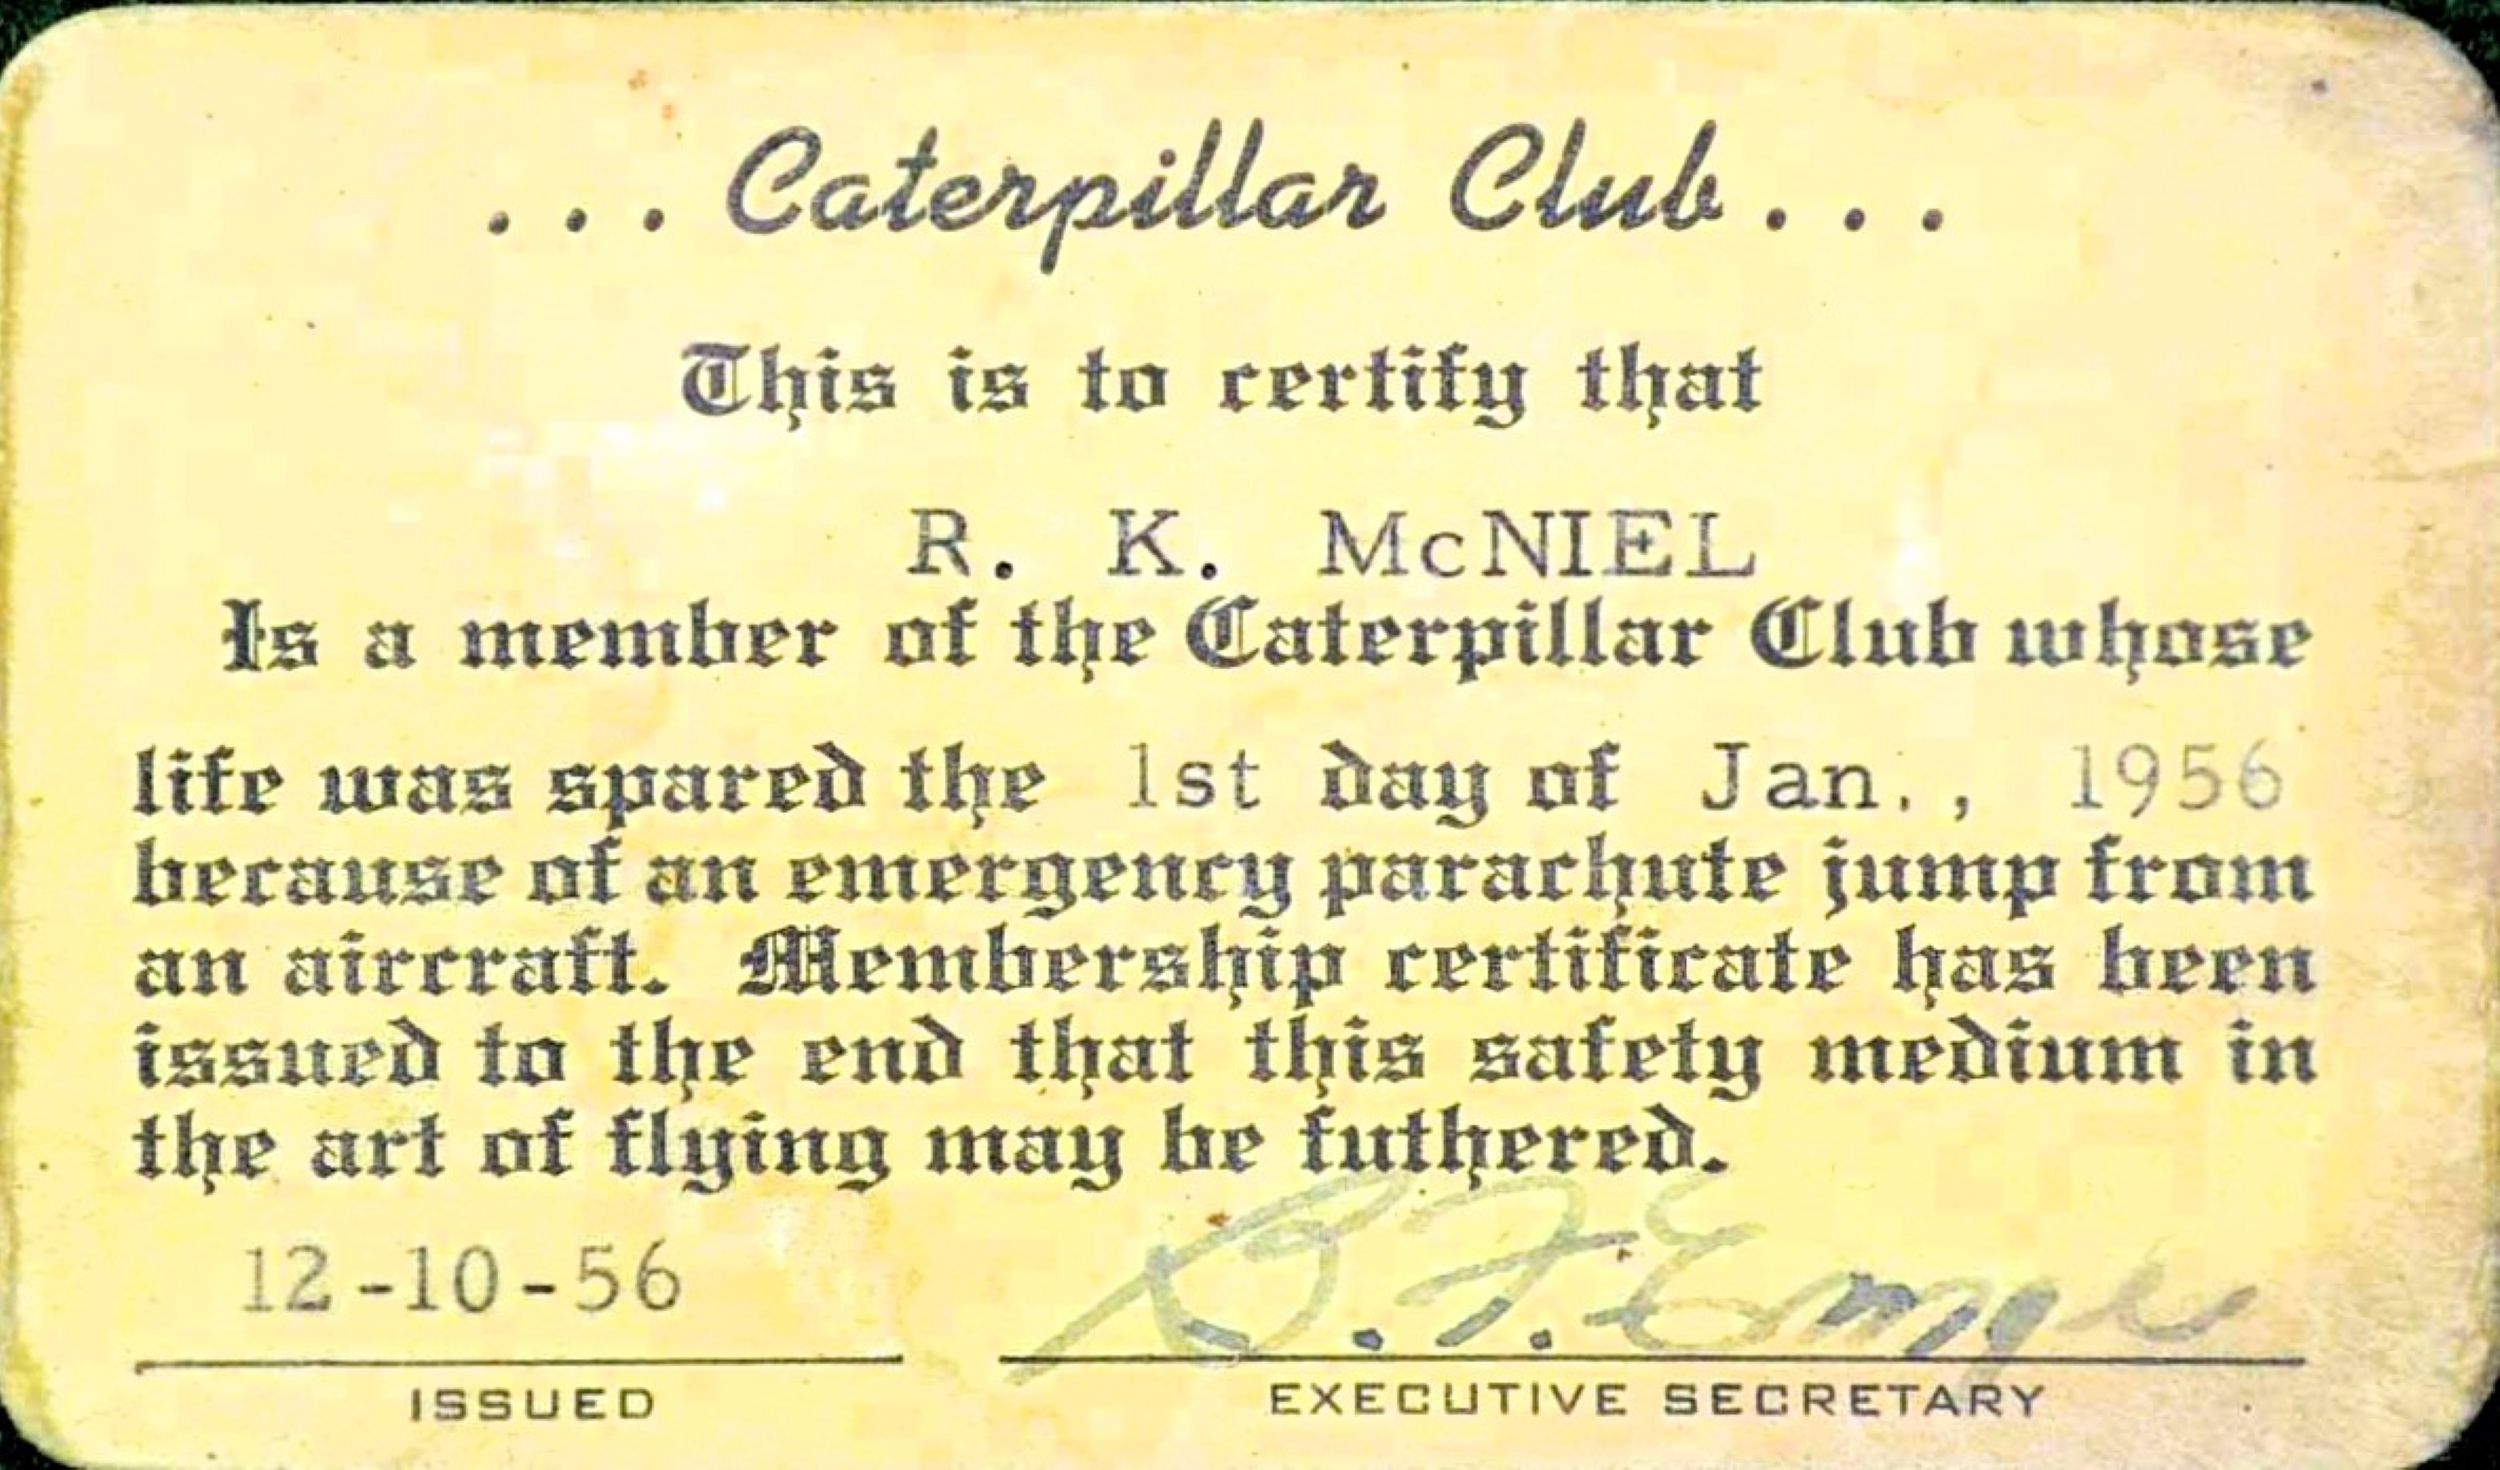 . . . Caterpillar Club . . .
This is to certify that
R. K. McNIEL
Is a member of the Caterpillar Club whose
life was spared the 1st day of Jan., 1956
because of an emergency parachute jump from
an aircraft. Membership certificate has been
issued to the end that this safety medium in
the art of flying may be futhered.
12-10-56
B. F.
ISSUED EXECUTIVE SECRETARY